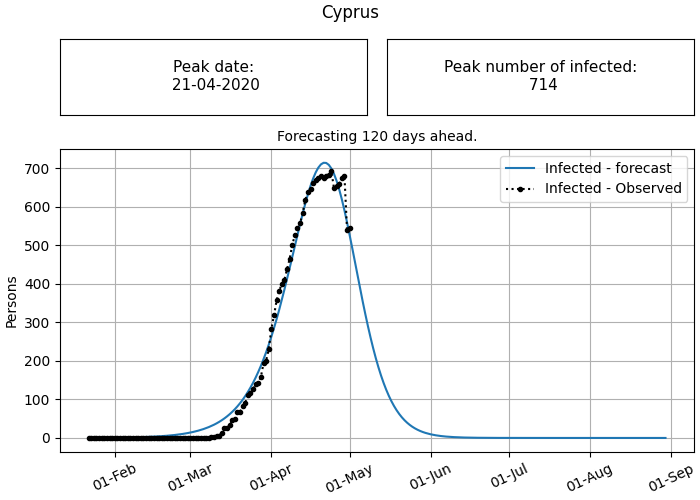 Cyprus
Peak date:
21-04-2020
Peak number of infected:
714
Forecasting 120 days ahead.
Infected - forecast
Infected - Observed
700
600
500
400
300
200
100
0
Persons
01-Feb
01-Mar
01-Apr
01-May
01-Jun
01-Jul
01-Aug
01-Sep